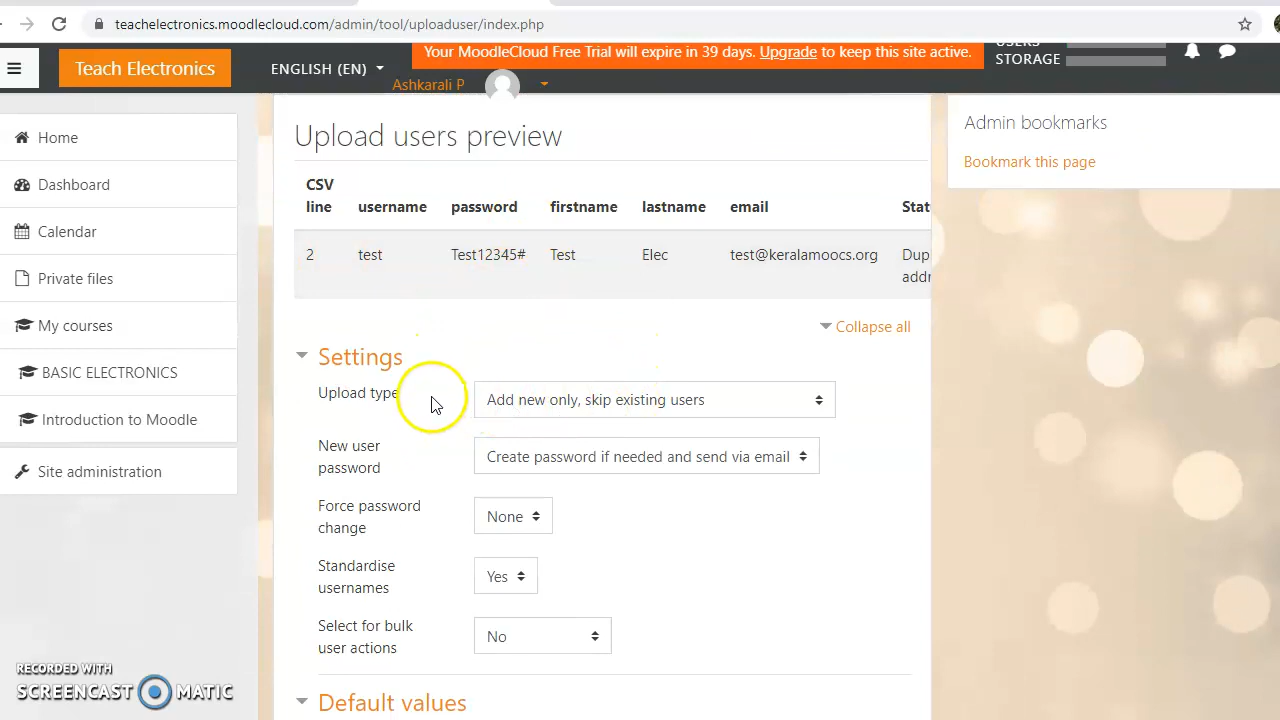 teachelectronics.moodlecloud.com/admin/tool/uploaduser/index.php
Teach Electronics
ENGLISH (EN)
Your MoodleCloud Free Trial will expire in 39 days. Upgrade to keep this site active.
USERS
STORAGE
Ashkarali P
Home
Dashboard
Calendar
Private files
My courses
BASIC ELECTRONICS
Introduction to Moodle
Site administration
Upload users preview
CSV line username password firstname lastname email
2 test Test12345# Test Elec test@keralamoocs.org
Collapse all
Settings
Upload type Add new only, skip existing users
New user password Create password if needed and send via email
Force password change None
Standardise usernames Yes
Select for bulk user actions No
Default values
Admin bookmarks
Bookmark this page
RECORDED WITH
SCREENCAST MATIC